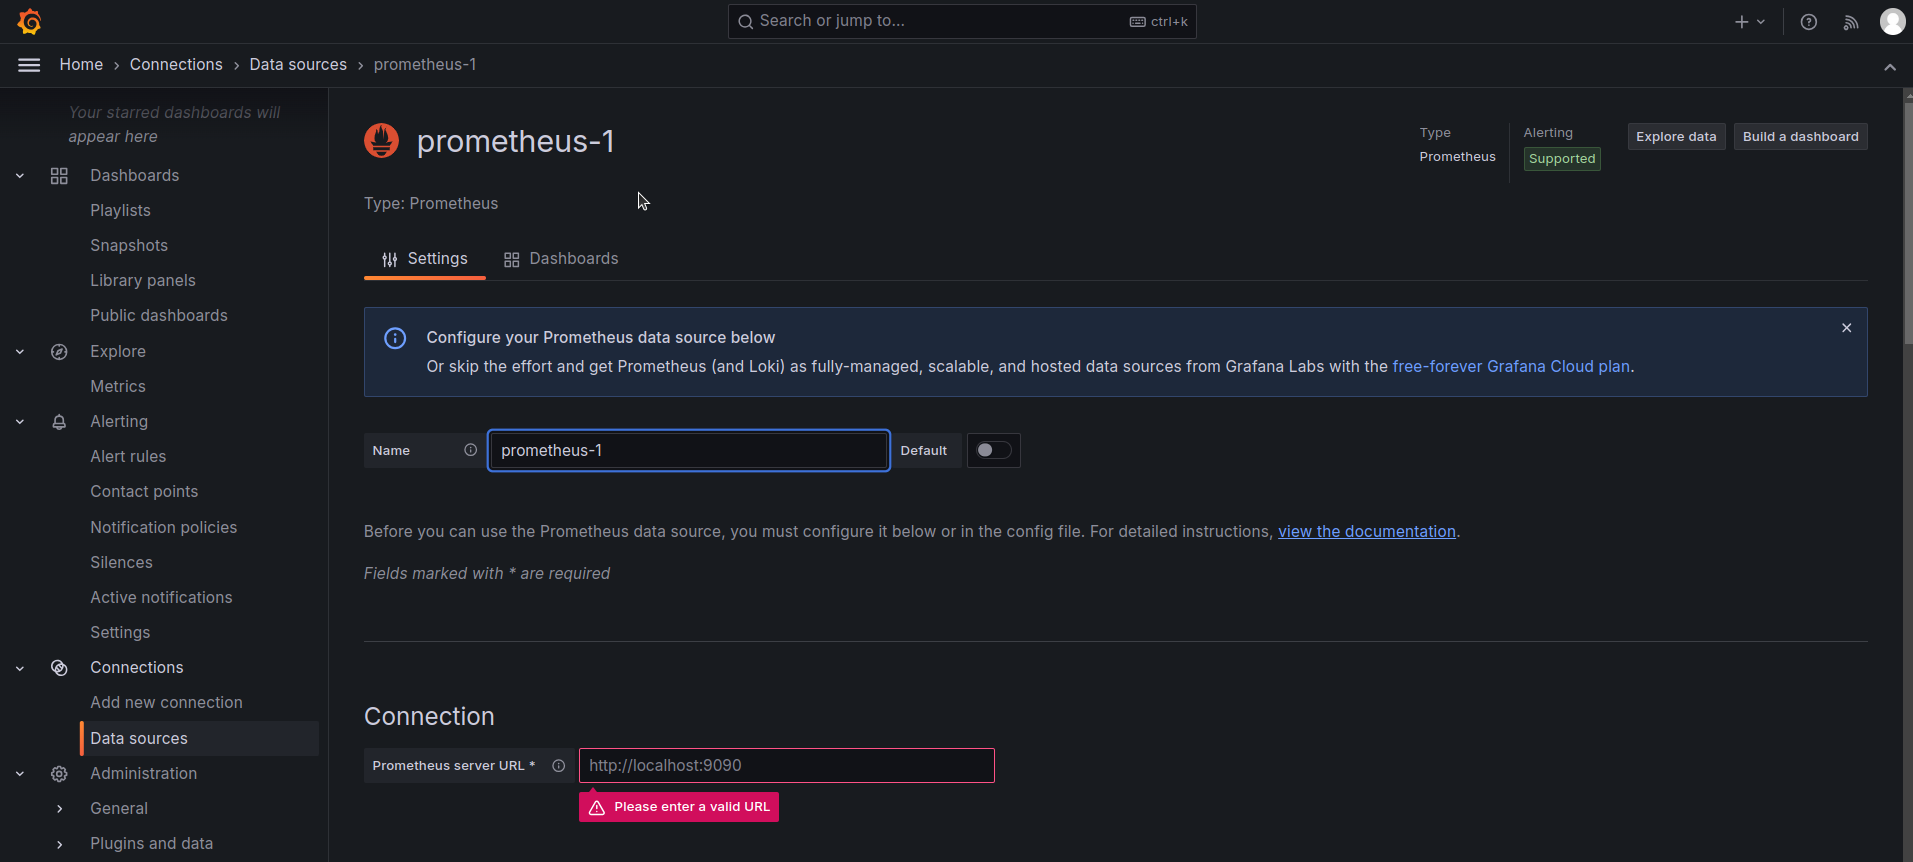 Search or jump to...
ctrl+k
Home › Connections › Data sources › prometheus-1
Your starred dashboards will
appear here
Dashboards
Playlists
Snapshots
Library panels
Public dashboards
Explore
Metrics
Alerting
Alert rules
Contact points
Notification policies
Silences
Active notifications
Settings
Connections
Add new connection
Data sources
Administration
General
Plugins and data
prometheus-1
Type
Prometheus
Alerting
Supported
Explore data
Build a dashboard
Type: Prometheus
Settings
Dashboards
Configure your Prometheus data source below
Or skip the effort and get Prometheus (and Loki) as fully-managed, scalable, and hosted data sources from Grafana Labs with the free-forever Grafana Cloud plan.
Name
prometheus-1
Default
Before you can use the Prometheus data source, you must configure it below or in the config file. For detailed instructions, view the documentation.
Fields marked with * are required
Connection
Prometheus server URL *
http://localhost:9090
Please enter a valid URL